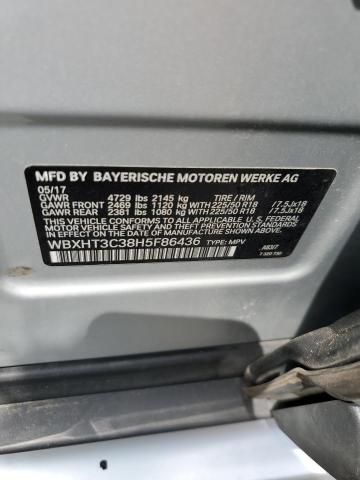 MFD BY BAYERISCHE MOTOREN WERKE AG
05/17
GVWR 4729 lbs 2145 kg TIRE / RIM
GAWR FRONT 2469 lbs 1120 kg WITH 225/50 R18 /7.5Jx18
GAWR REAR 2381 lbs 1080 kg WITH 225/50 R18 /7.5Jx18
THIS VEHICLE CONFORMS TO ALL APPLICABLE U.S. FEDERAL
MOTOR VEHICLE SAFETY, BUMPER, AND THEFT PREVENTION
STANDARDS IN EFFECT ON THE DATE OF MANUFACTURE
SHOWN ABOVE.
WBXHT3C38H5F86436 TYPE: MPV